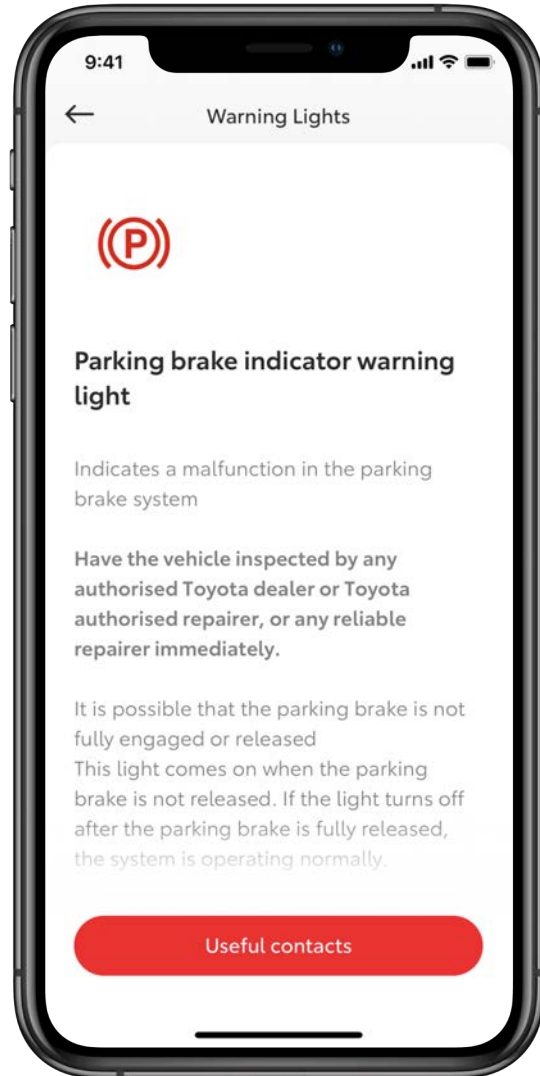 9:41
Warning Lights
P
Parking brake indicator warning
light
Indicates a malfunction in the parking
brake system
Have the vehicle inspected by any
authorised Toyota dealer or Toyota
authorised repairer, or any reliable
repairer immediately.
It is possible that the parking brake is not
fully engaged or released
This light comes on when the parking
brake is not released. If the light turns off
after the parking brake is fully released,
the system is operating normally.
Useful contacts